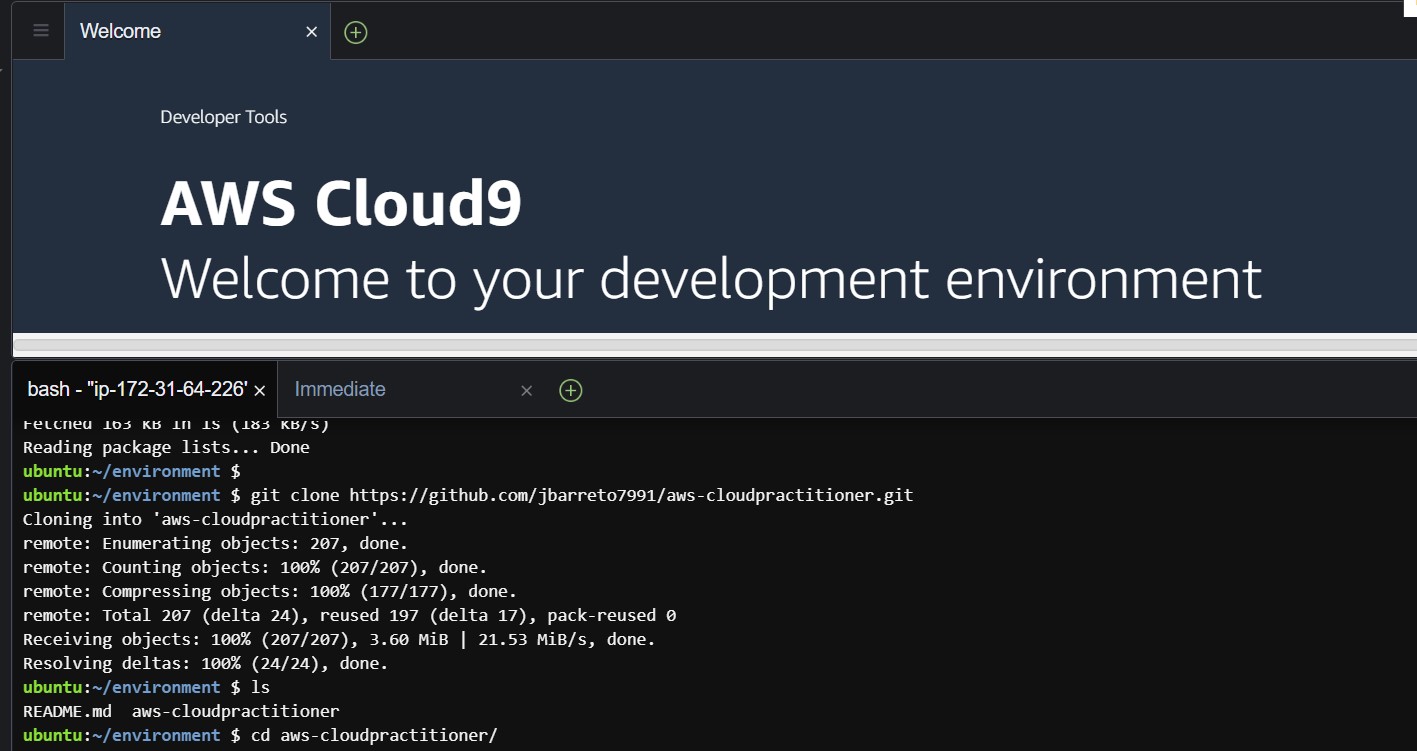 Welcome
Developer Tools
AWS Cloud9
Welcome to your development environment
bash - "ip-172-31-64-226' Immediate
Fetched 163 kB in 1s (183 kB/s)
Reading package lists... Done
ubuntu:~/environment $
ubuntu:~/environment $ git clone https://github.com/jbarreto7991/aws-cloudpractitioner.git
Cloning into 'aws-cloudpractitioner'...
remote: Enumerating objects: 207, done.
remote: Counting objects: 100% (207/207), done.
remote: Compressing objects: 100% (177/177), done.
remote: Total 207 (delta 24), reused 197 (delta 17), pack-reused 0
Receiving objects: 100% (207/207), 3.60 MiB | 21.53 MiB/s, done.
Resolving deltas: 100% (24/24), done.
ubuntu:~/environment $ ls
README.md  aws-cloudpractitioner
ubuntu:~/environment $ cd aws-cloudpractitioner/